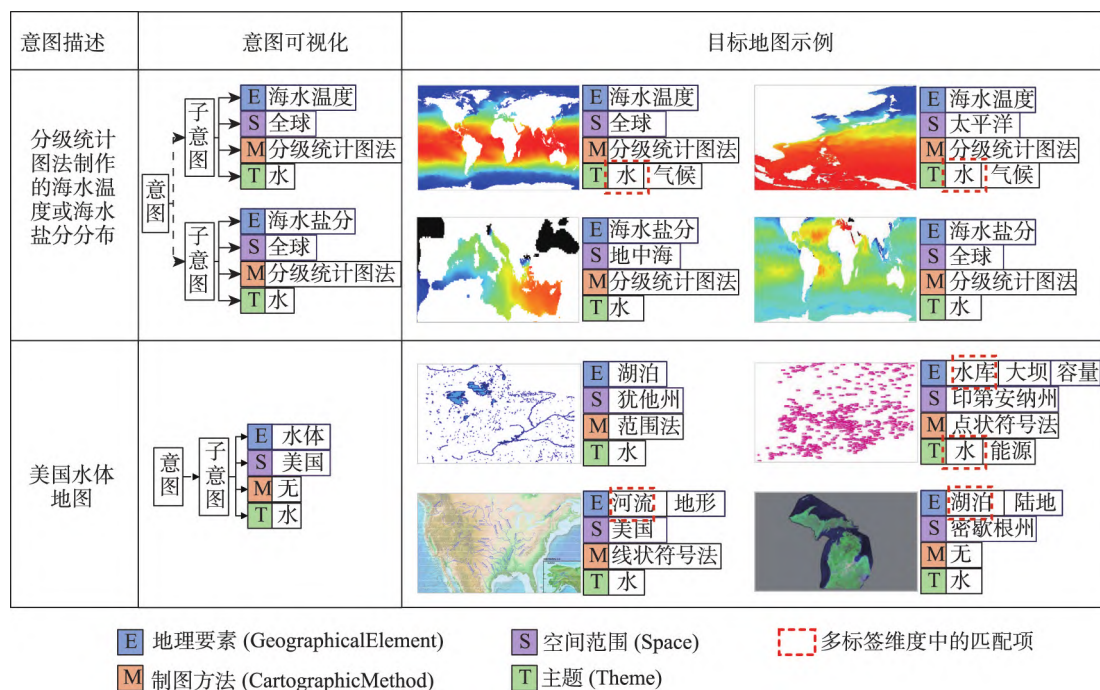 意图描述
意图可视化
目标地图示例
分级统计
图法制作
的海水温
度或海水
盐分分布
意图
子意图
E 海水温度
S 全球
M 分级统计图法
T 水
子意图
E 海水盐分
S 全球
M 分级统计图法
T 水
E 海水温度
S 全球
M 分级统计图法
T 水 气候
E 海水温度
S 太平洋
M 分级统计图法
T 水 气候
E 海水盐分
S 地中海
M 分级统计图法
T 水
E 海水盐分
S 全球
M 分级统计图法
T 水
美国水体
地图
意图
子意图
E 水体
S 美国
M 无
T 水
E 湖泊
S 犹他州
M 范围法
T 水
E 水库 大坝 容量
S 印第安纳州
M 点状符号法
T 水 能源
E 河流 地形
S 美国
M 线状符号法
T 水
E 湖泊 陆地
S 密歇根州
M 无
T 水
E 地理要素 (GeographicalElement)
S 空间范围 (Space)
多标签维度中的匹配项
M 制图方法 (CartographicMethod)
T 主题 (Theme)